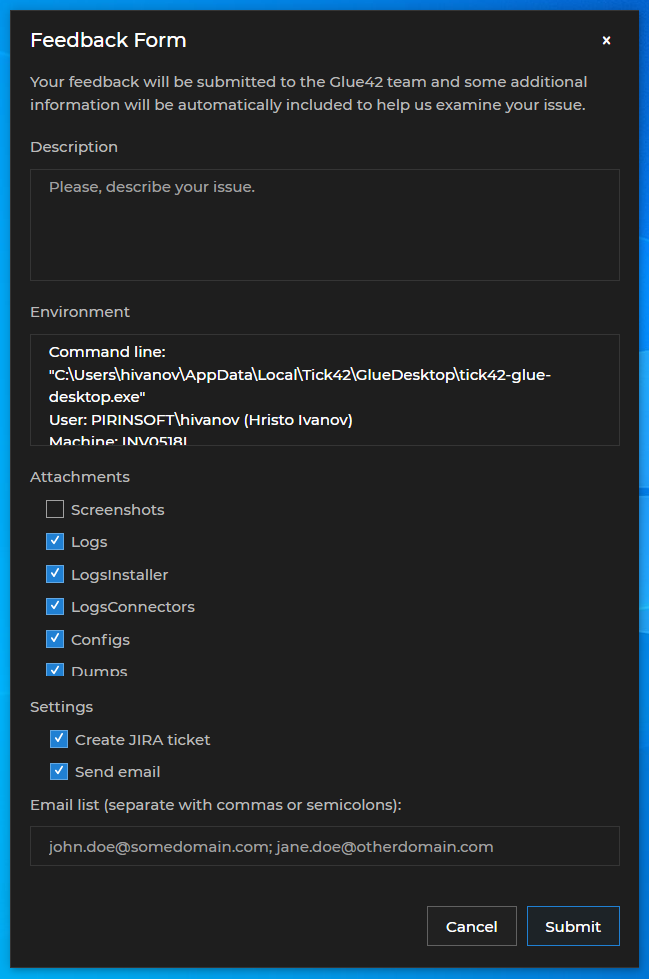 Feedback Form
Your feedback will be submitted to the Glue42 team and some additional
information will be automatically included to help us examine your issue.
Description
Please, describe your issue.
Environment
Command line:
"C:\Users\hivanov\AppData\Local\Tick42\GlueDesktop\tick42-glue-
desktop.exe"
User: PIRINSOFT\hivanov (Hristo Ivanov)
Machine:
Attachments
Screenshots
Logs
LogsInstaller
LogsConnectors
Configs
Dumps
Settings
Create JIRA ticket
Send email
Email list (separate with commas or semicolons):
john.doe@somedomain.com; jane.doe@otherdomain.com
Cancel
Submit